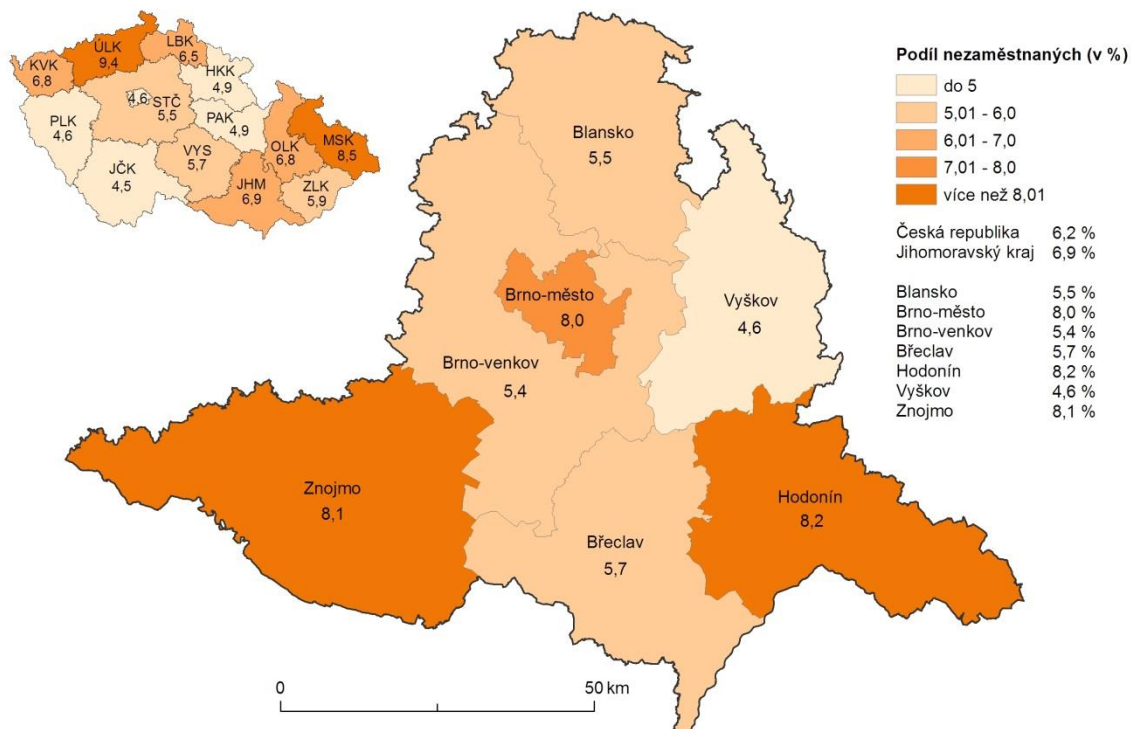 ÚLK
9,4
LBK
6,5
KVK
6,8
HKK
4,9
4,6
STČ
5,5
PLK
4,6
PAK
4,9
MSK
8,5
VYS
5,7
OLK
6,8
JČK
4,5
JHM
6,9
ZLK
5,9
Podíl nezaměstnaných (v %)
do 5
5,01 - 6,0
6,01 - 7,0
7,01 - 8,0
více než 8,01
Česká republika 6,2 %
Jihomoravský kraj 6,9 %
Blansko 5,5 %
Brno-město 8,0 %
Brno-venkov 5,4 %
Břeclav 5,7 %
Hodonín 8,2 %
Vyškov 4,6 %
Znojmo 8,1 %
Blansko
5,5
Brno-město
8,0
Vyškov
4,6
Brno-venkov
5,4
Znojmo
8,1
Hodonín
8,2
Břeclav
5,7
0 50 km